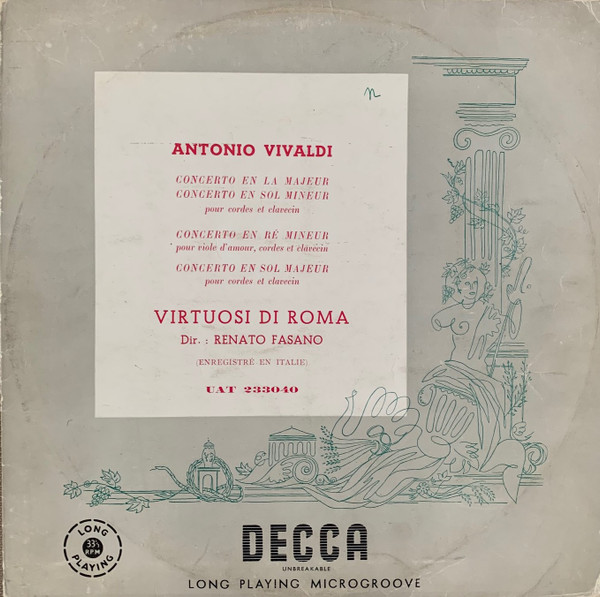 n
ANTONIO VIVALDI
CONCERTO EN LA MAJEUR
CONCERTO EN SOL MINEUR
pour cordes et clavecin
CONCERTO EN RÉ MINEUR
pour viole d'amour, cordes et clavecin
CONCERTO EN SOL MAJEUR
pour cordes et clavecin
VIRTUOSI DI ROMA
Dir. : RENATO FASANO
(ENREGISTRÉ EN ITALIE)
UAT 233040
LONG
33⅓
RPM
PLAYING
DECCA
UNBREAKABLE
LONG PLAYING MICROGROOVE